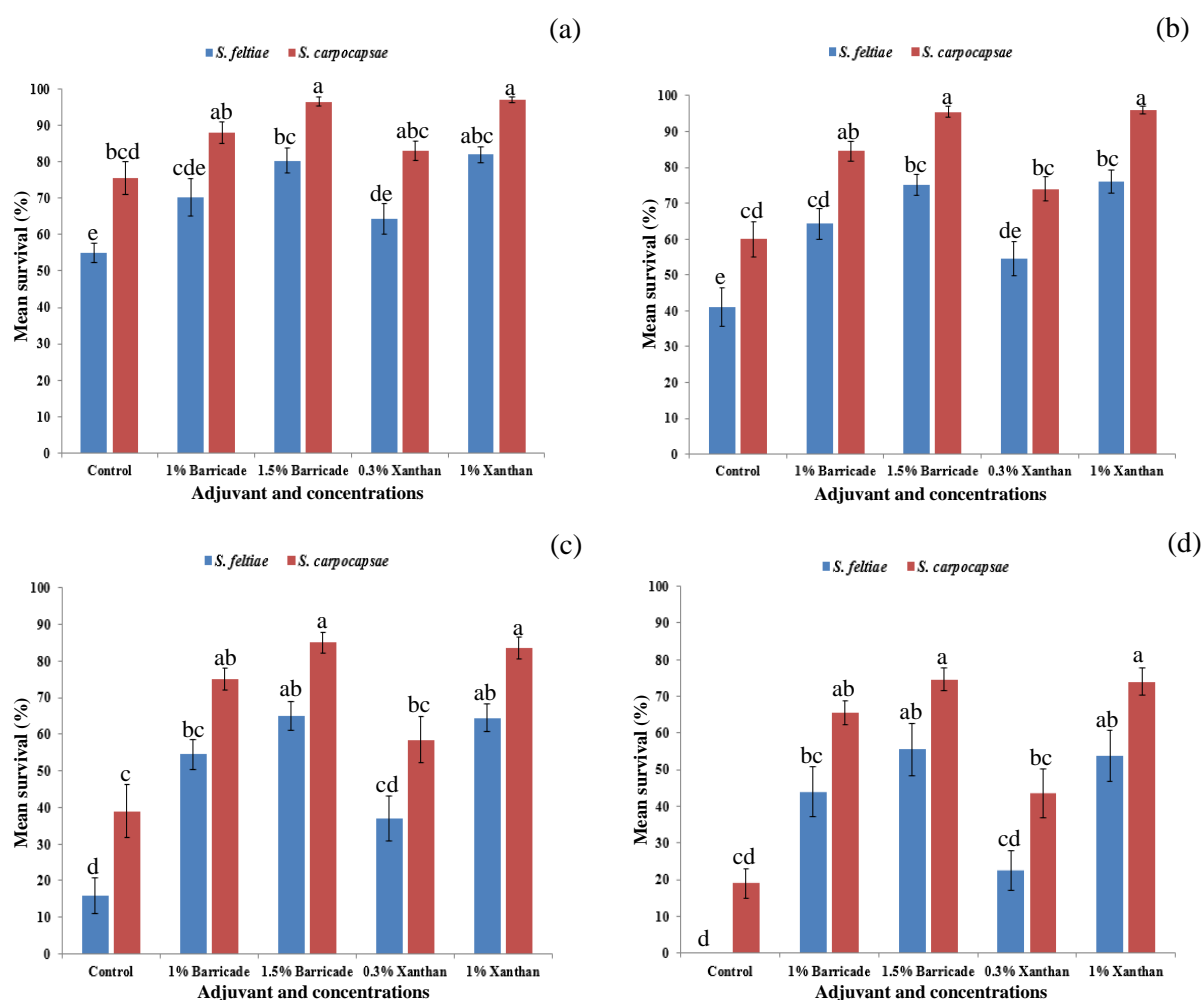 (a)
S. feltiae S. carpocapsae
Mean survival (%)
100
90
80
70
60
50
40
30
20
10
0
e bcd cde ab bc a de abc abc a
Control 1% Barricade 1.5% Barricade 0.3% Xanthan 1% Xanthan
Adjuvant and concentrations
(b)
S. feltiae S. carpocapsae
Mean survival (%)
100
90
80
70
60
50
40
30
20
10
0
e cd cd ab bc a de bc bc a
Control 1% Barricade 1.5% Barricade 0.3% Xanthan 1% Xanthan
Adjuvant and concentrations
(c)
S. feltiae S. carpocapsae
Mean survival (%)
100
90
80
70
60
50
40
30
20
10
0
d c bc ab ab a cd bc ab a
Control 1% Barricade 1.5% Barricade 0.3% Xanthan 1% Xanthan
Adjuvant and concentrations
(d)
S. feltiae S. carpocapsae
Mean survival (%)
100
90
80
70
60
50
40
30
20
10
0
d cd bc ab ab a cd bc ab a
Control 1% Barricade 1.5% Barricade 0.3% Xanthan 1% Xanthan
Adjuvant and concentrations